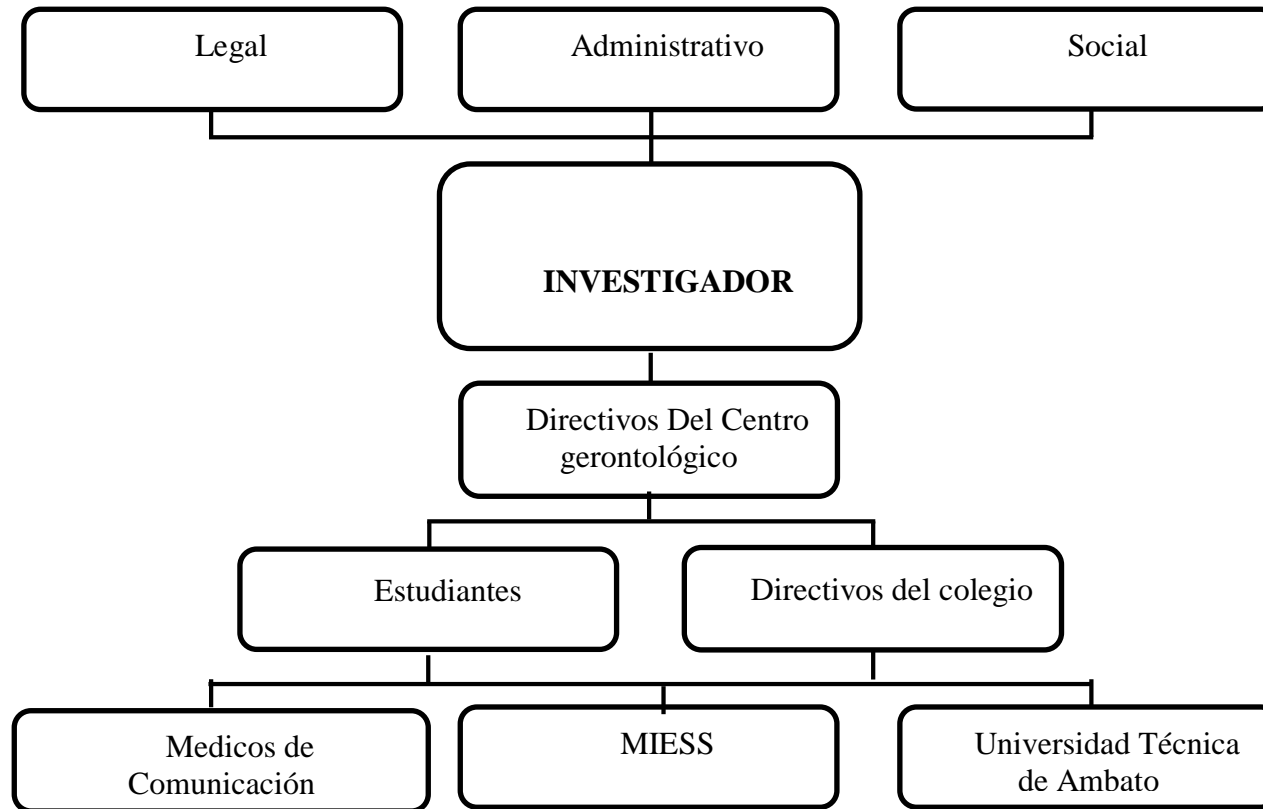 Legal
Administrativo
Social
INVESTIGADOR
Directivos Del Centro
gerontológico
Estudiantes
Directivos del colegio
Medicos de
Comunicación
MIESS
Universidad Técnica
de Ambato